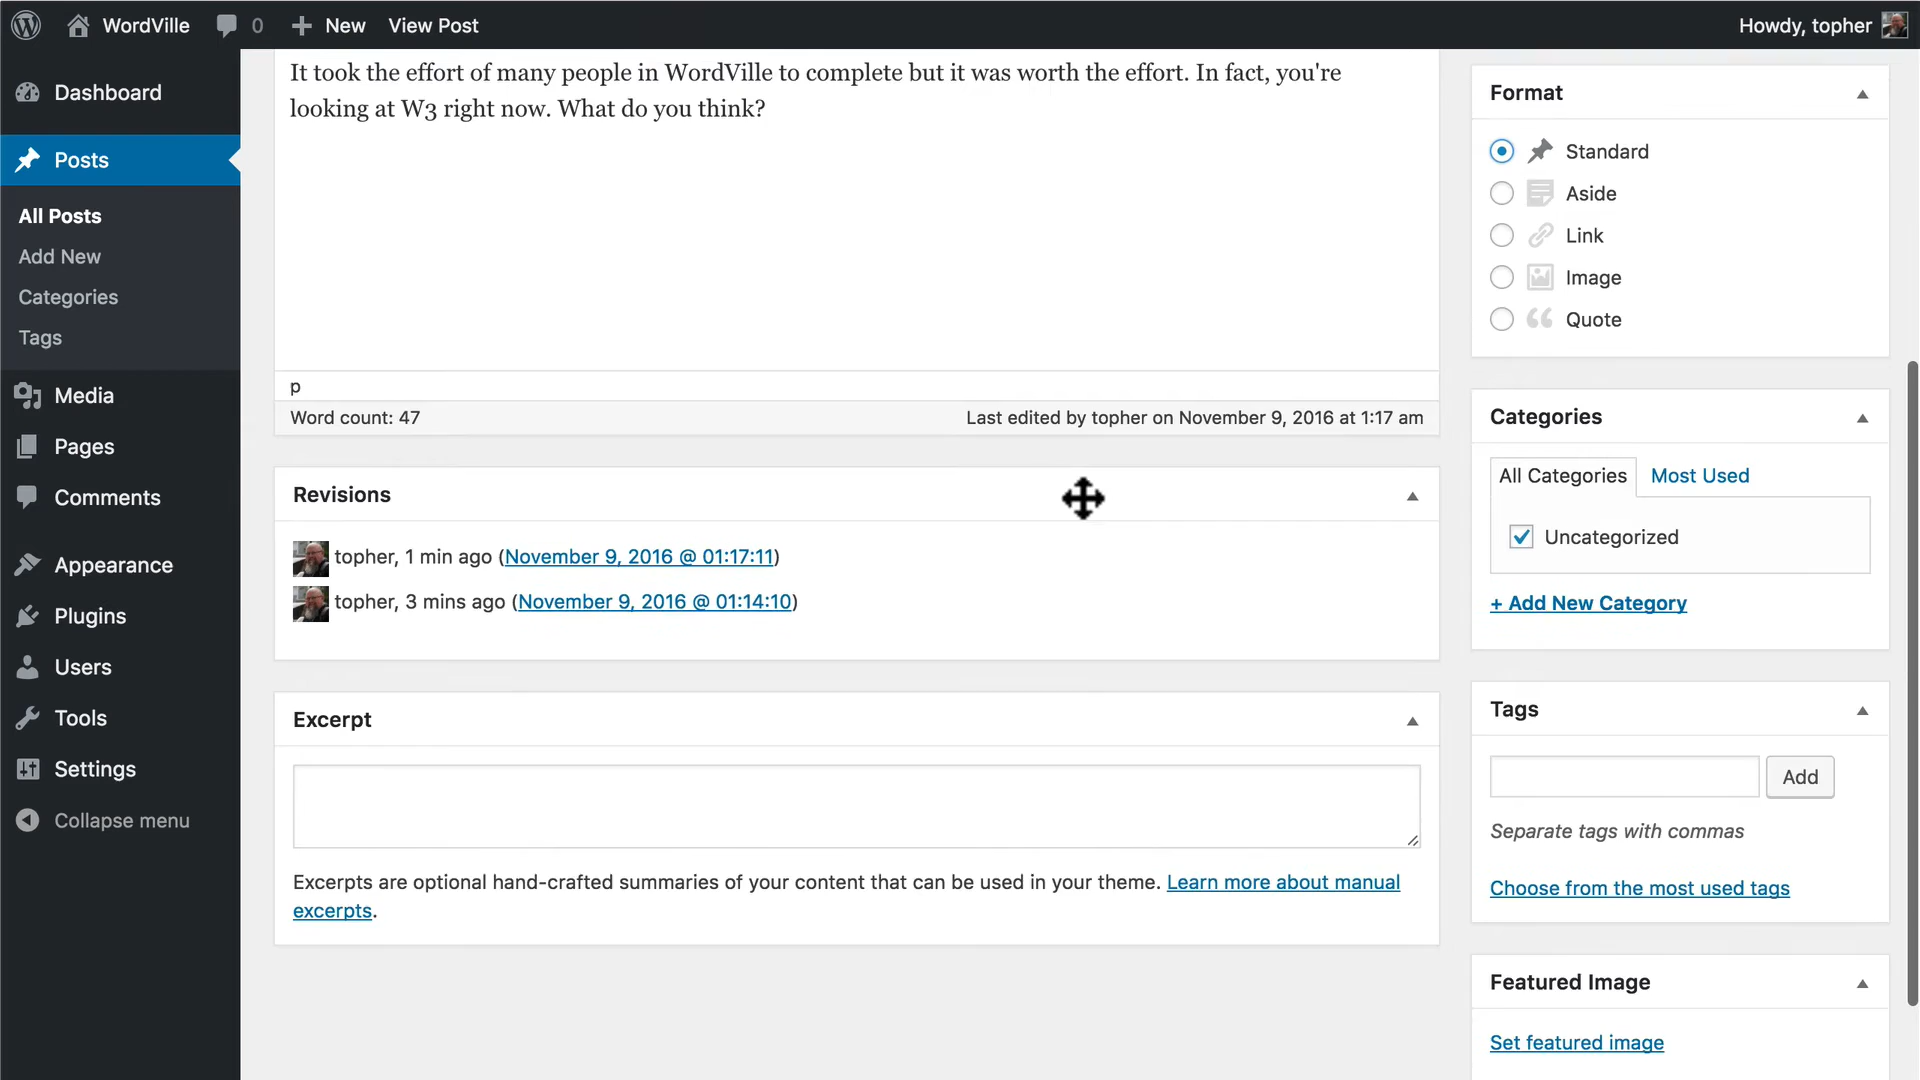 WordVille
0
New
View Post
Howdy, topher
Dashboard
Posts
All Posts
Add New
Categories
Tags
Media
Pages
Comments
Appearance
Plugins
Users
Tools
Settings
Collapse menu
It took the effort of many people in WordVille to complete but it was worth the effort. In fact, you're
looking at W3 right now. What do you think?
p
Word count: 47
Last edited by topher on November 9, 2016 at 1:17 am
Revisions
topher, 1 min ago (November 9, 2016 @ 01:17:11)
topher, 3 mins ago (November 9, 2016 @ 01:14:10)
Excerpt
Excerpts are optional hand-crafted summaries of your content that can be used in your theme. Learn more about manual
excerpts.
Format
Standard
Aside
Link
Image
Quote
Categories
All Categories
Most Used
Uncategorized
+ Add New Category
Tags
Add
Separate tags with commas
Choose from the most used tags
Featured Image
Set featured image